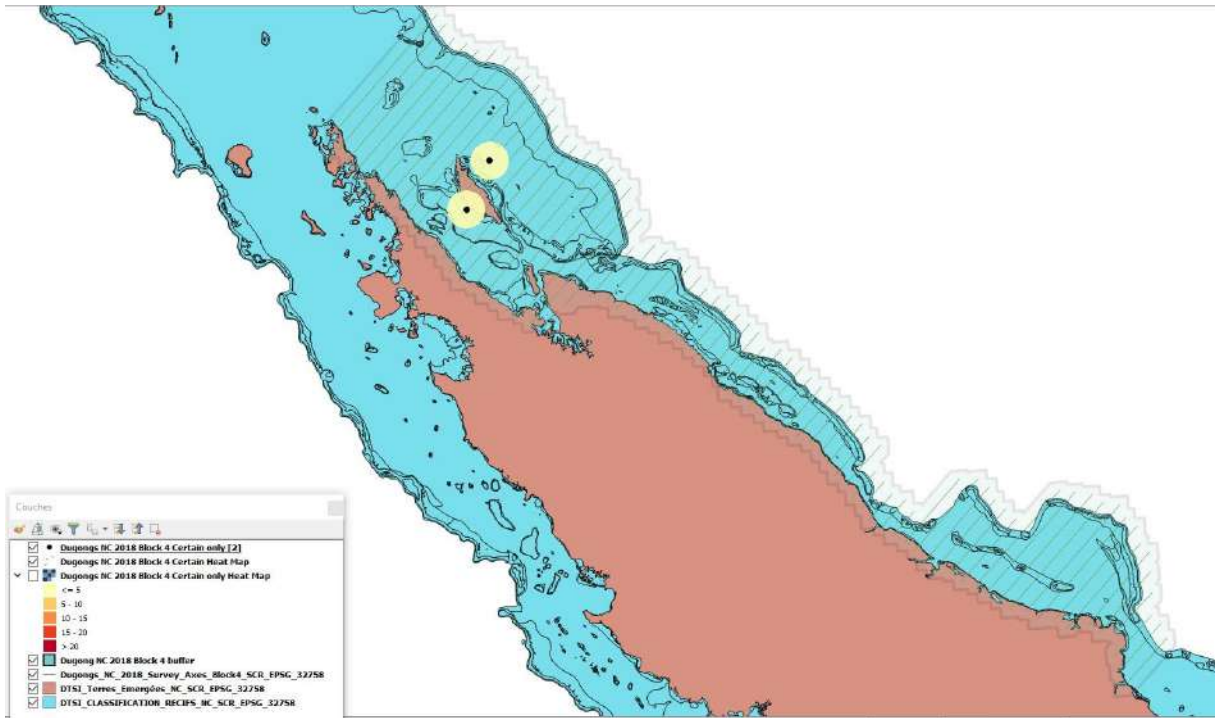 Couches
Dugongs NC 2018 Block 4 Certain only [2]
Dugongs NC 2018 Block 4 Certain Heat Map
Dugongs NC 2018 Block 4 Certain only Heat Map
<= 5
5 - 10
10 - 15
15 - 20
> 20
Dugong NC 2018 Block 4 buffer
Dugongs_NC_2018_Survey_Axes_Block4_SCR_EPSG_32758
DTSI_Terres_Emergées_NC_SCR_EPSG_32758
DTSI_CLASSIFICATION_RECIFS_NC_SCR_EPSG_32758